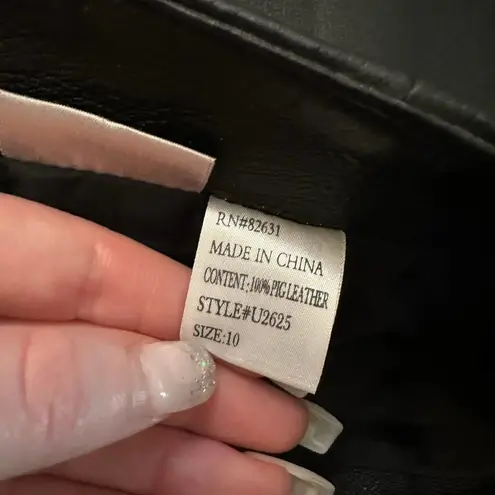 RN#82631
MADE IN CHINA
CONTENT:100% PIG LEATHER
STYLE#U2625
SIZE:10